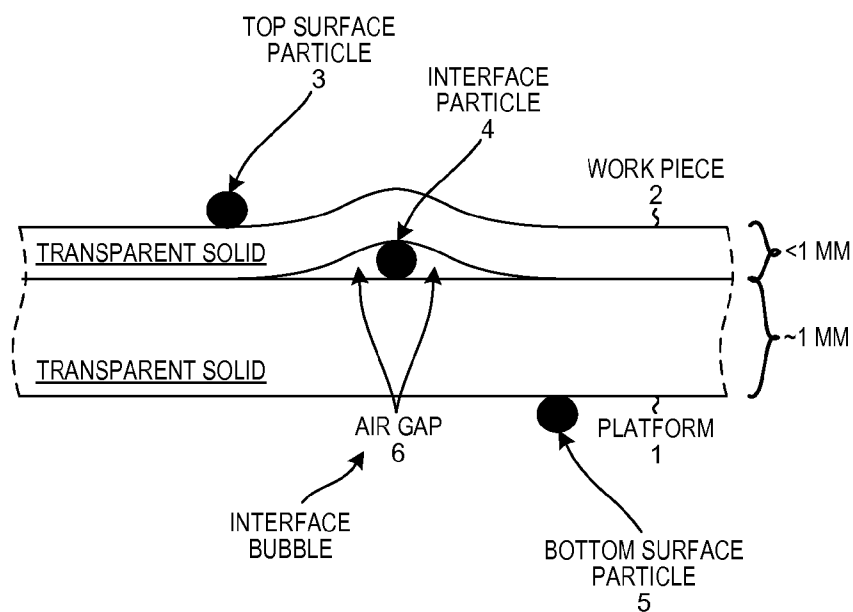 TOP SURFACE
PARTICLE
3
INTERFACE
PARTICLE
4
WORK PIECE
2
TRANSPARENT SOLID
<1 MM
~1 MM
TRANSPARENT SOLID
AIR GAP
6
PLATFORM
1
INTERFACE
BUBBLE
BOTTOM SURFACE
PARTICLE
5